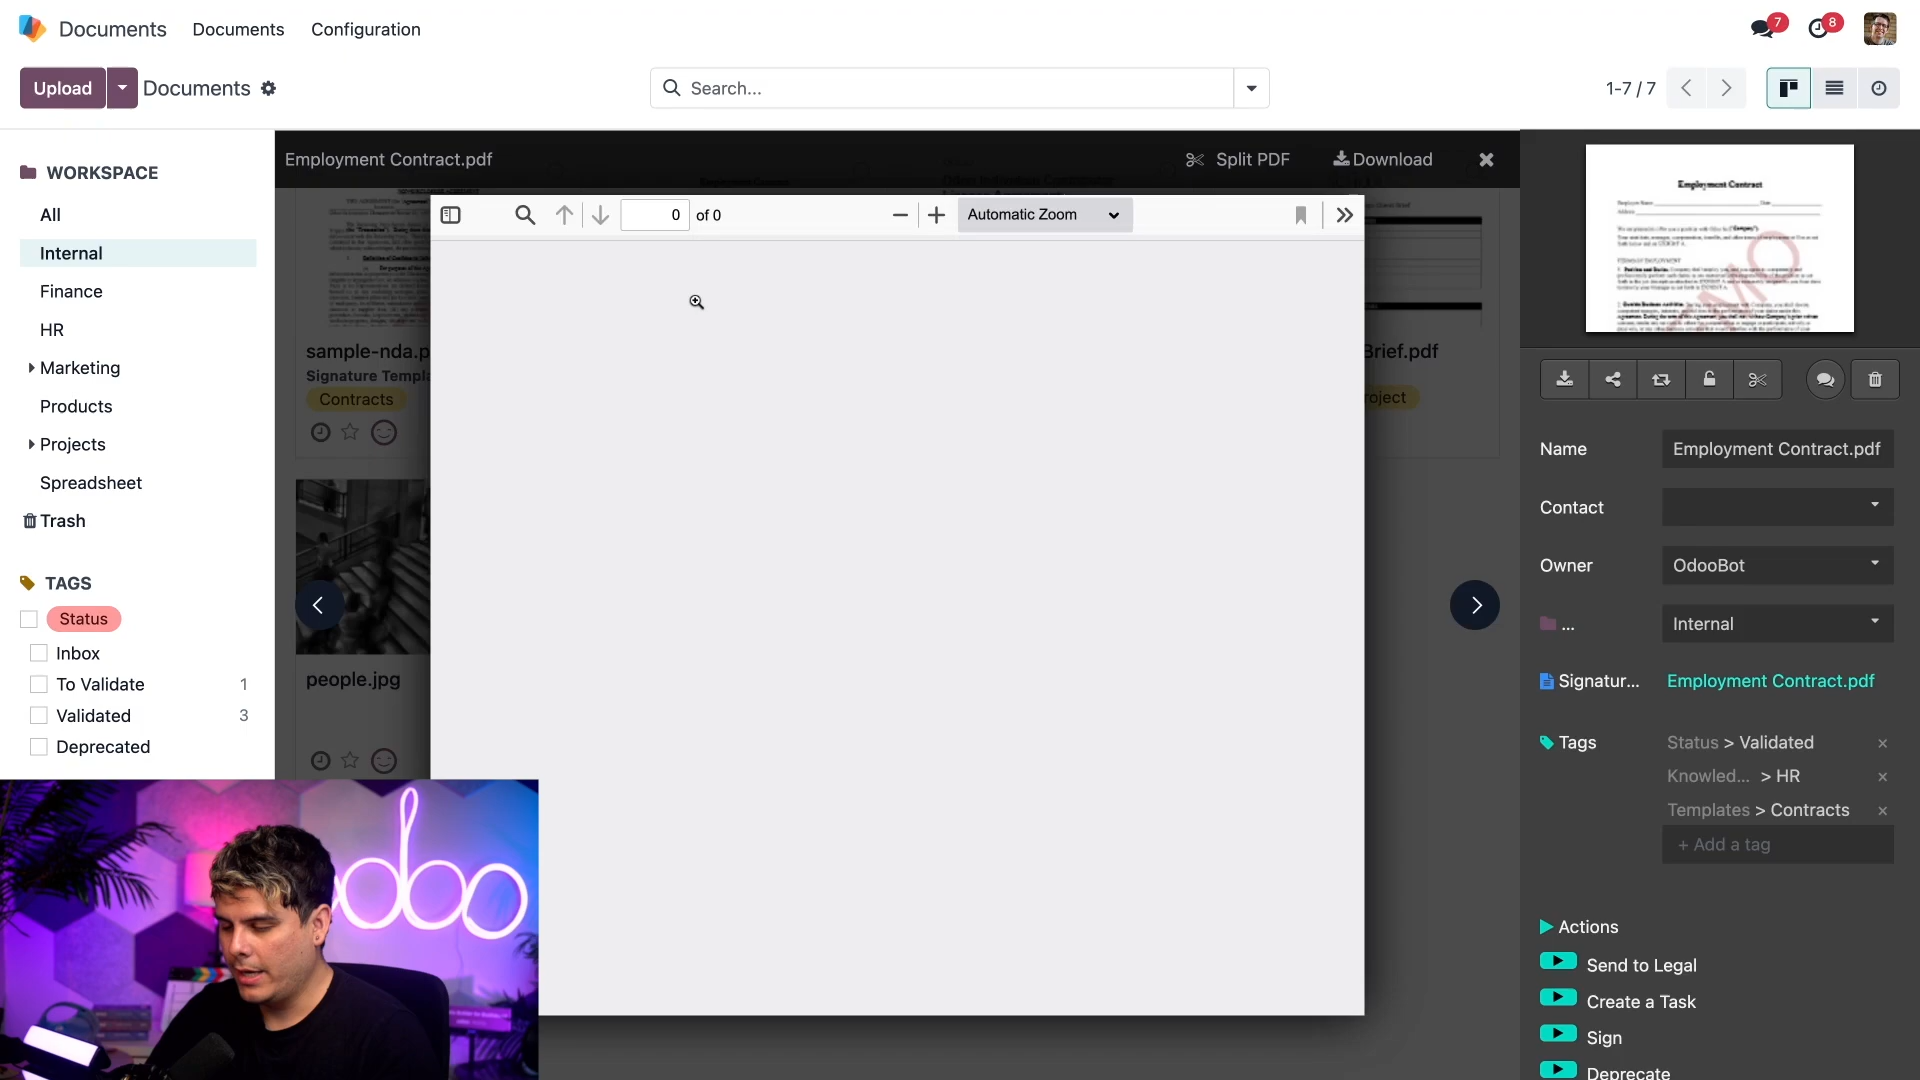 Documents Documents Configuration 7 8
Upload Documents Search... 1-7 / 7
WORKSPACE
All
Internal
Finance
HR
Marketing
Products
Projects
Spreadsheet
Trash
TAGS
Status
Inbox
To Validate 1
Validated 3
Deprecated
Employment Contract.pdf Split PDF Download
0 of 0 Automatic Zoom
sample-nda.p
Signature Templ
Contracts
Brief.pdf
roject
people.jpg
odoo
Employment Contract
Name Employment Contract.pdf
Contact
Owner OdooBot
... Internal
Signatur... Employment Contract.pdf
Tags Status > Validated
Knowled... > HR
Templates > Contracts
+ Add a tag
Actions
Send to Legal
Create a Task
Sign
Deprecate